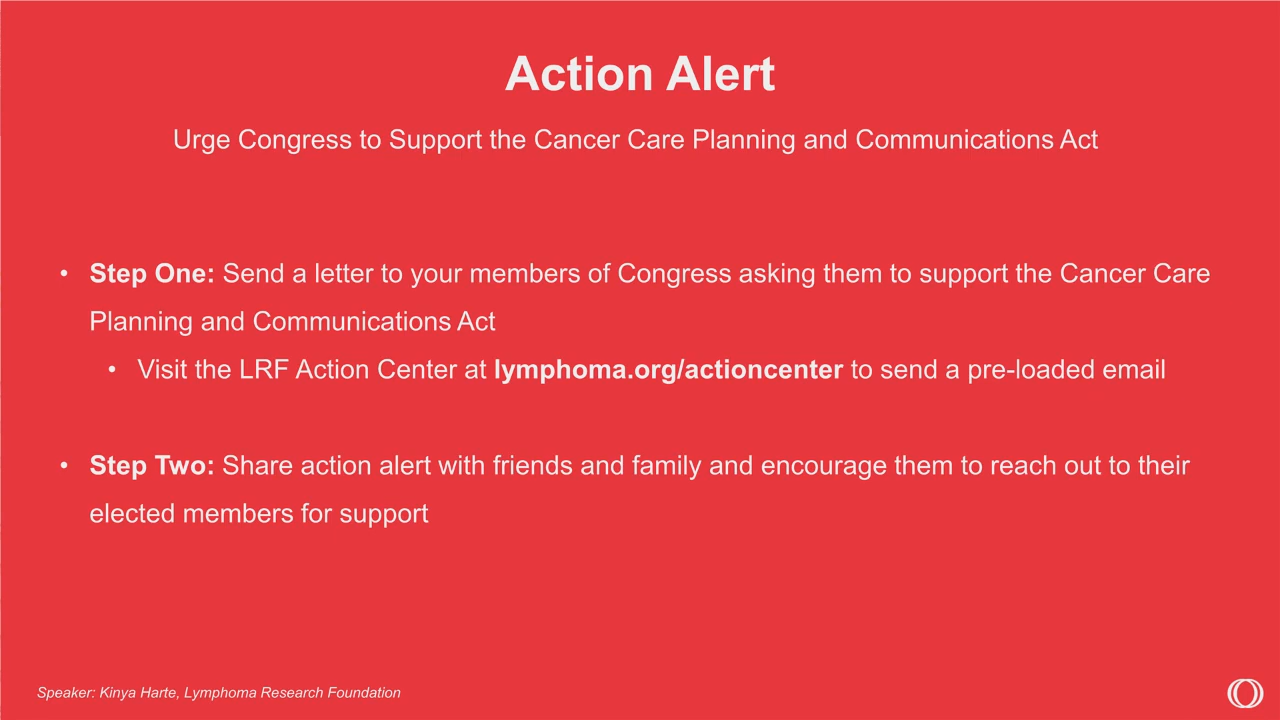 Action Alert
Urge Congress to Support the Cancer Care Planning and Communications Act
• Step One: Send a letter to your members of Congress asking them to support the Cancer Care
Planning and Communications Act
• Visit the LRF Action Center at lymphoma.org/actioncenter to send a pre-loaded email
• Step Two: Share action alert with friends and family and encourage them to reach out to their
elected members for support
Speaker: Kinya Harte, Lymphoma Research Foundation